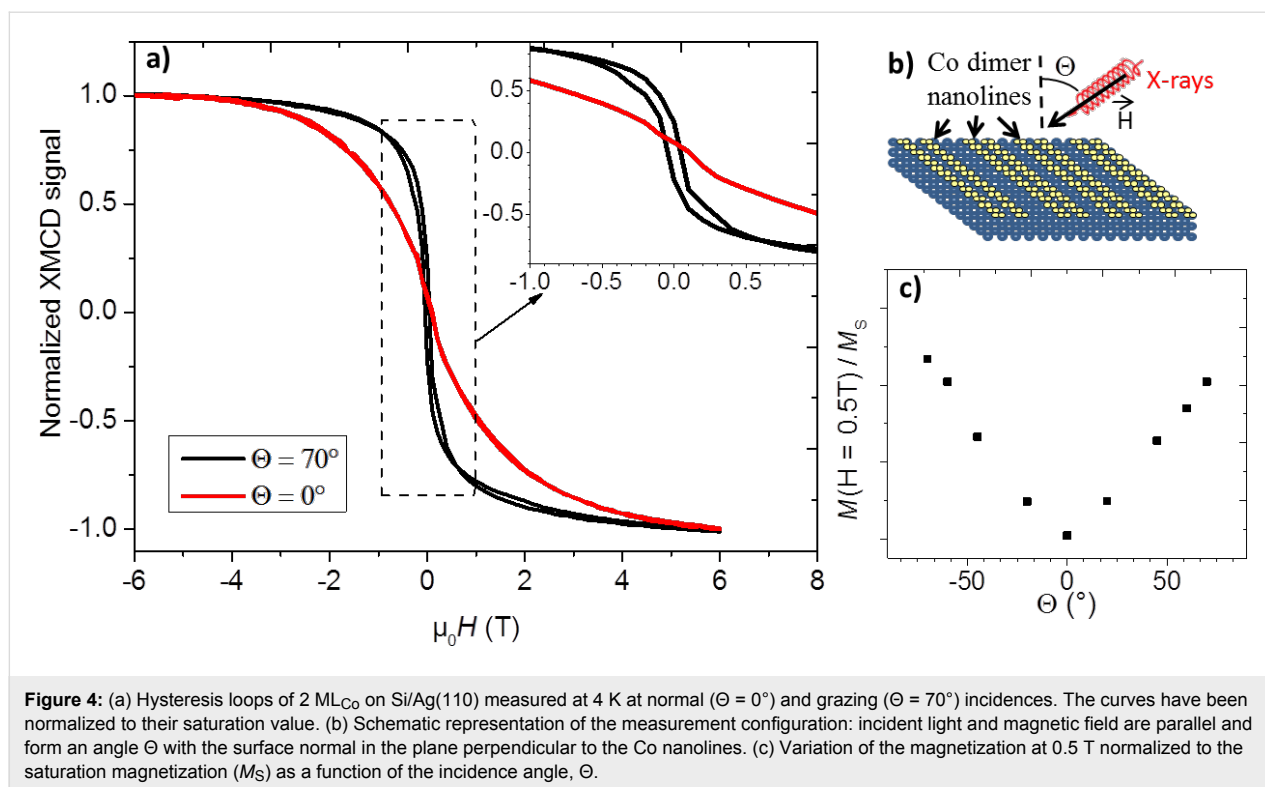 a)
1.0
0.5
0.0
-0.5
-1.0
Normalized XMCD signal
-6 -4 -2 0 2 4 6 8
μ0H (T)
Θ = 70°
Θ = 0°
0.5
0.0
-0.5
-1.0 -0.5 0.0 0.5
b)
Co dimer
nanolines
Θ
X-rays
H
c)
M(H = 0.5T) / MS
-50 0 50
Θ (°)
Figure 4: (a) Hysteresis loops of 2 MLCo on Si/Ag(110) measured at 4 K at normal (Θ = 0°) and grazing (Θ = 70°) incidences. The curves have been
normalized to their saturation value. (b) Schematic representation of the measurement configuration: incident light and magnetic field are parallel and
form an angle Θ with the surface normal in the plane perpendicular to the Co nanolines. (c) Variation of the magnetization at 0.5 T normalized to the
saturation magnetization (MS) as a function of the incidence angle, Θ.